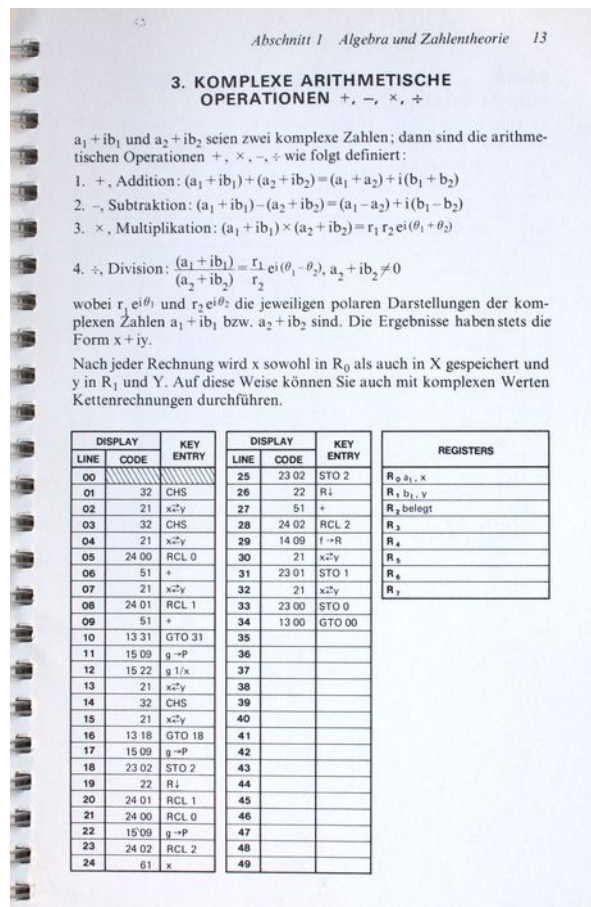 Abschnitt 1 Algebra und Zahlentheorie 13
3. KOMPLEXE ARITHMETISCHE
OPERATIONEN +, −, ×, ÷
a₁ + ib₁ und a₂ + ib₂ seien zwei komplexe Zahlen; dann sind die arithme-
tischen Operationen +, ×, −, ÷ wie folgt definiert:
1. +, Addition: (a₁ + ib₁) + (a₂ + ib₂) = (a₁ + a₂) + i(b₁ + b₂)
2. −, Subtraktion: (a₁ + ib₁) − (a₂ + ib₂) = (a₁ − a₂) + i(b₁ − b₂)
3. ×, Multiplikation: (a₁ + ib₁) × (a₂ + ib₂) = r₁ r₂ ei(θ₁ + θ₂)
4. ÷, Division: (a₁ + ib₁) / (a₂ + ib₂) = r₁ / r₂ ei(θ₁ − θ₂), a₂ + ib₂ ≠ 0
wobei r₁ eiθ₁ und r₂ eiθ₂ die jeweiligen polaren Darstellungen der kom-
plexen Zahlen a₁ + ib₁ bzw. a₂ + ib₂ sind. Die Ergebnisse haben stets die
Form x + iy.
Nach jeder Rechnung wird x sowohl in R₀ als auch in X gespeichert und
y in R₁ und Y. Auf diese Weise können Sie auch mit komplexen Werten
Kettenrechnungen durchführen.
DISPLAY KEY ENTRY
LINE CODE
00
01 32 CHS
02 21 x⇄y
03 32 CHS
04 21 x⇄y
05 24 00 RCL 0
06 51 +
07 21 x⇄y
08 24 01 RCL 1
09 51 +
10 13 31 GTO 31
11 15 09 g →P
12 15 22 g 1/x
13 21 x⇄y
14 32 CHS
15 21 x⇄y
16 13 18 GTO 18
17 15 09 g →P
18 23 02 STO 2
19 22 R↓
20 24 01 RCL 1
21 24 00 RCL 0
22 15 09 g →P
23 24 02 RCL 2
24 61 x
DISPLAY KEY ENTRY
LINE CODE
25 23 02 STO 2
26 22 R↓
27 51 +
28 24 02 RCL 2
29 14 09 f →R
30 21 x⇄y
31 23 01 STO 1
32 21 x⇄y
33 23 00 STO 0
34 13 00 GTO 00
35
36
37
38
39
40
41
42
43
44
45
46
47
48
49
REGISTERS
R₀ a₁, x
R₁ b₁, y
R₂ belegt
R₃
R₄
R₅
R₆
R₇